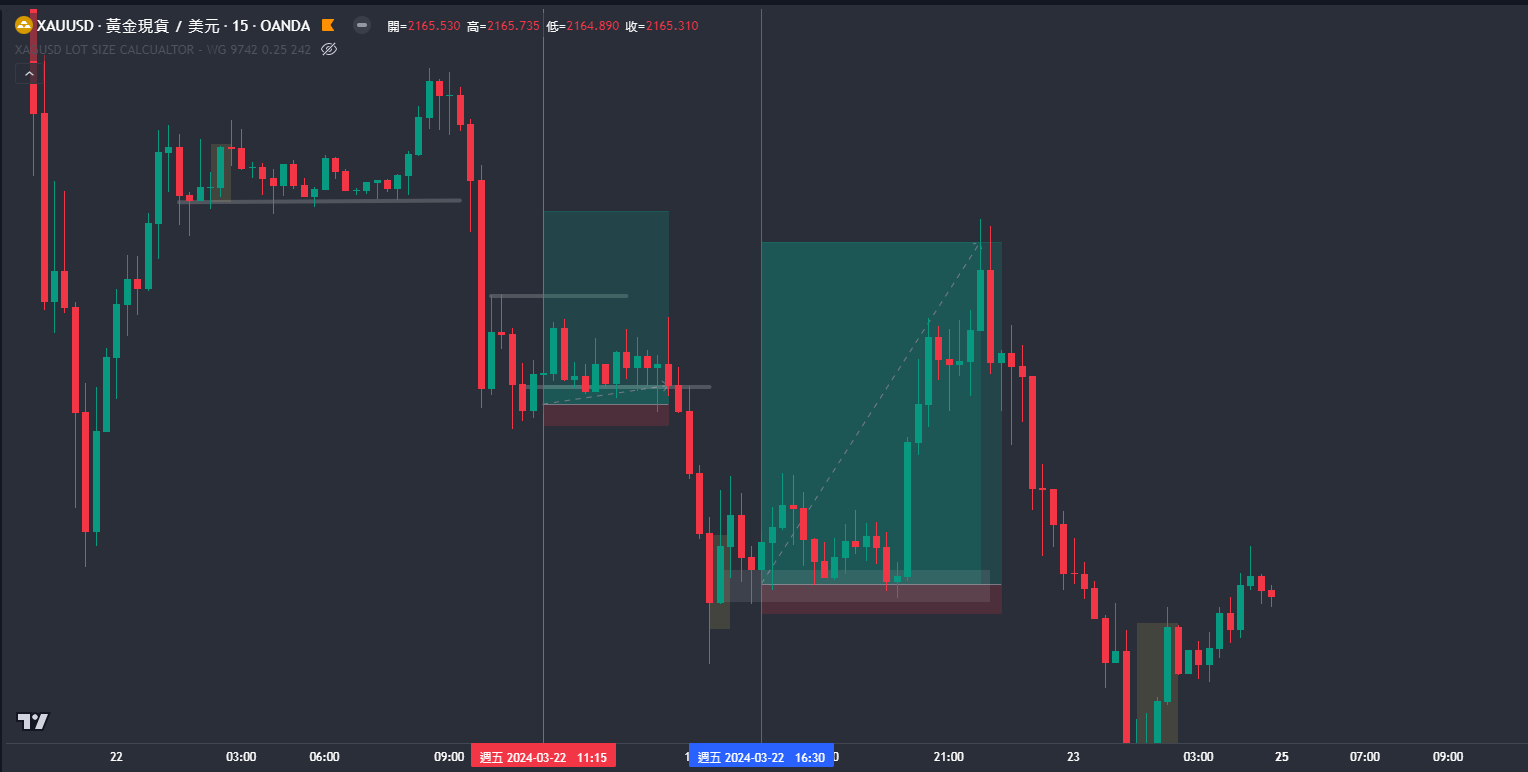 XAUUSD · 黃金現貨 / 美元 · 15 · OANDA 開=2165.530 高=2165.735 低=2164.890 收=2165.310
XAGUSD LOT SIZE CALCUALTOR - WG 9742 0.25 242
22 03:00 06:00 09:00 週五 2024-03-22 11:15 週五 2024-03-22 16:30 21:00 23 03:00 25 07:00 09:00